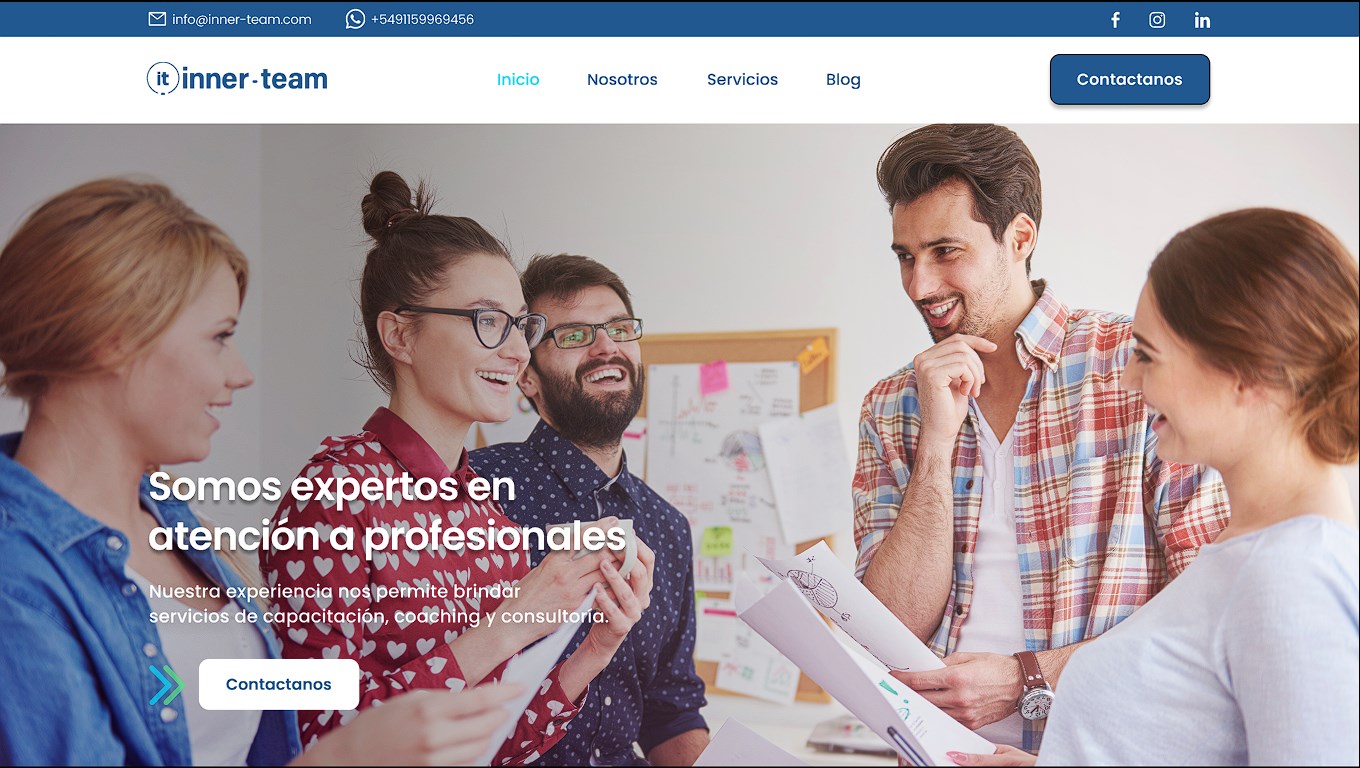 info@inner-team.com
+5491159969456
it inner-team
Inicio
Nosotros
Servicios
Blog
Contactanos
Somos expertos en
atención a profesionales
Nuestra experiencia nos permite brindar
servicios de capacitación, coaching y consultoría.
Contactanos